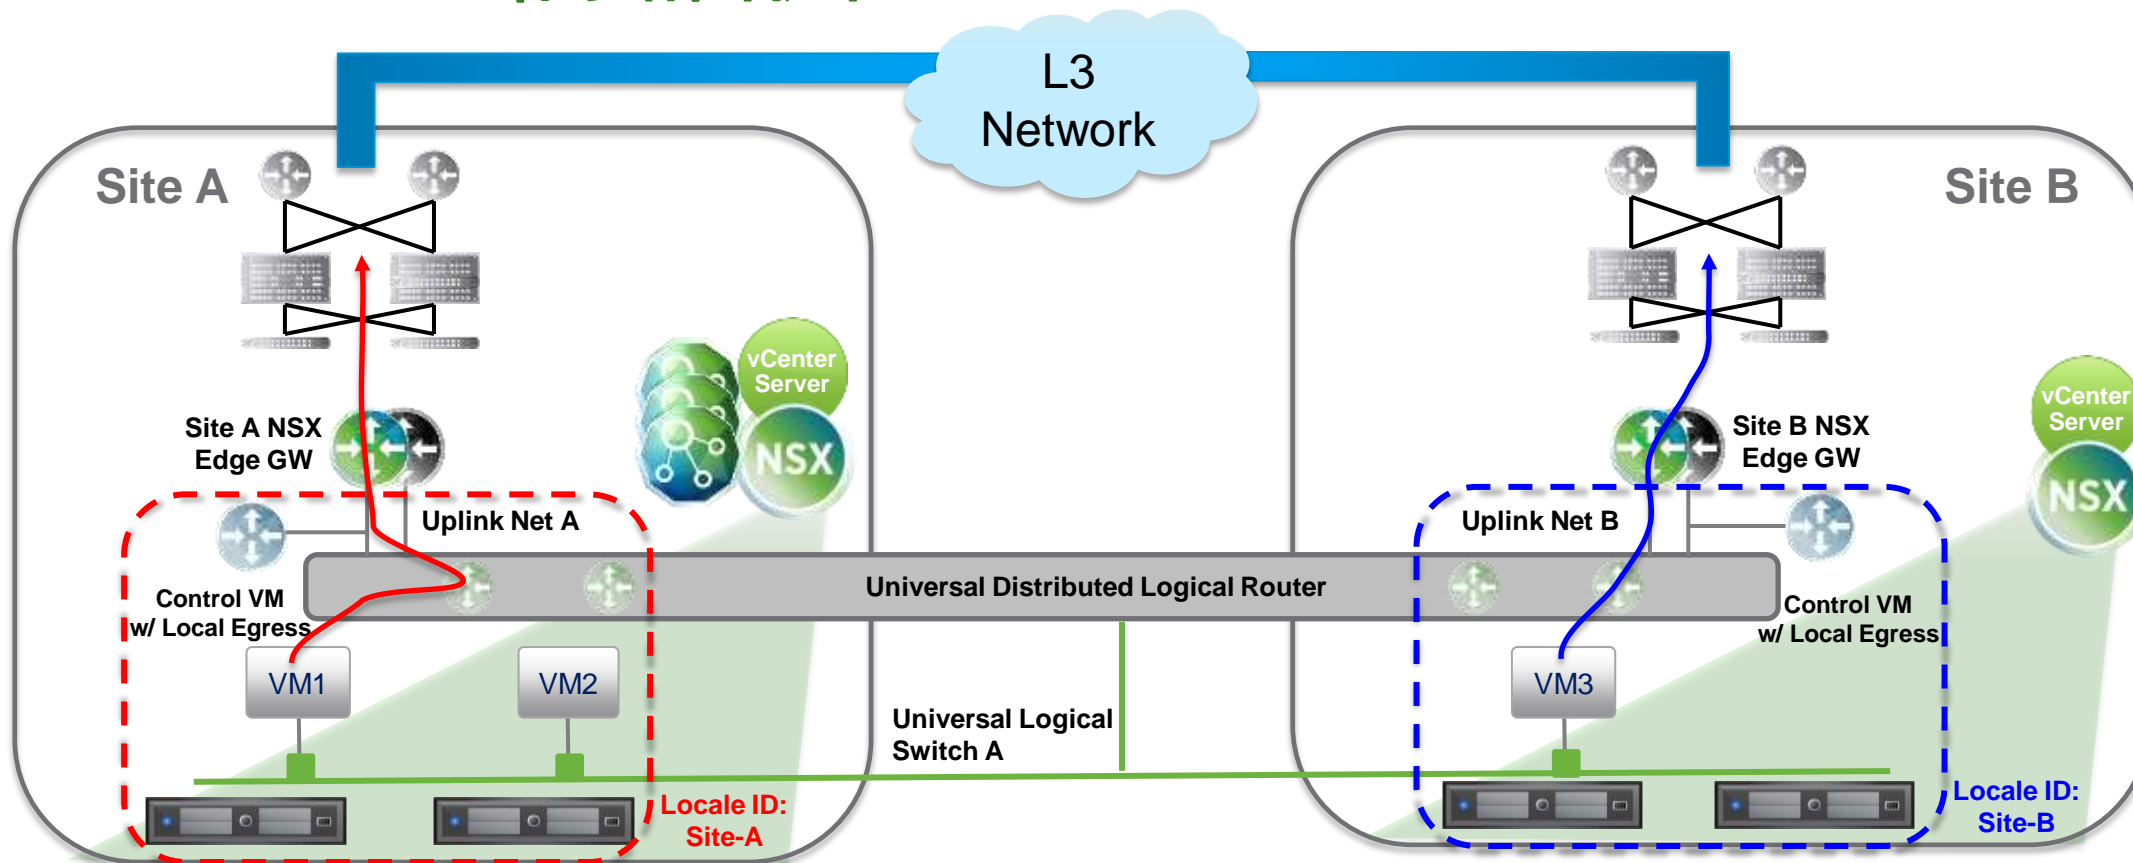 L3
Network
Site A
Site B
vCenter
Server
NSX
vCenter
Server
NSX
Site A NSX
Edge GW
Site B NSX
Edge GW
Uplink Net A
Uplink Net B
Universal Distributed Logical Router
Control VM
w/ Local Egress
Control VM
w/ Local Egress
VM1
VM2
VM3
Universal Logical
Switch A
Locale ID:
Site-A
Locale ID:
Site-B